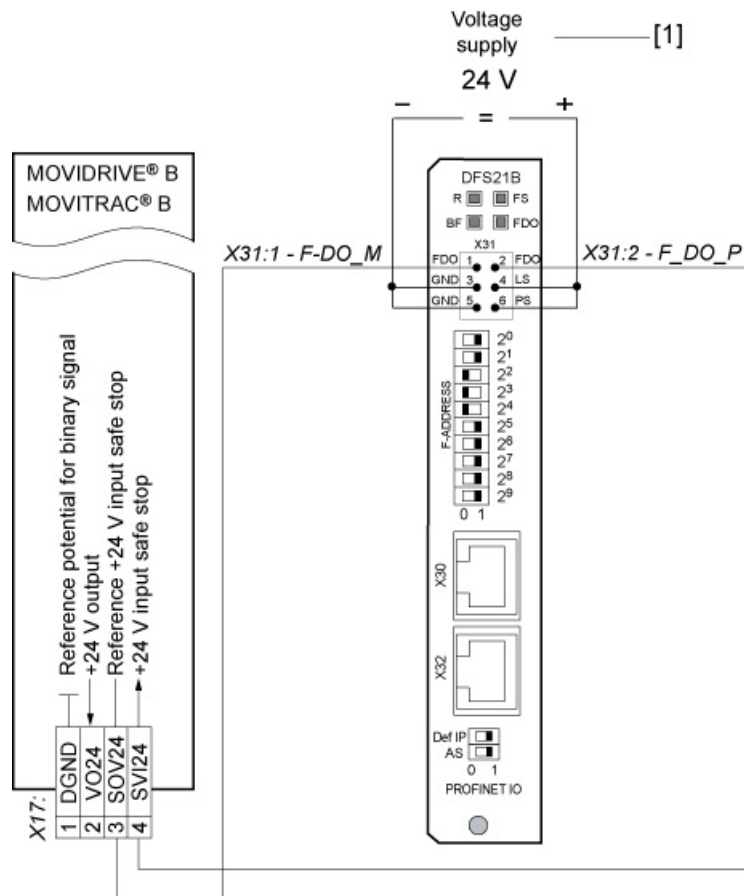 Voltage
supply
[1]
24 V
−
+
=
MOVIDRIVE® B
MOVITRAC® B
DFS21B
R
FS
BF
FDO
X31
X31:1 - F-DO_M
X31:2 - F_DO_P
FDO 1 2 FDO
GND 3 4 LS
GND 5 6 PS
F-ADDRESS
2⁰
2¹
2²
2³
2⁴
2⁵
2⁶
2⁷
2⁸
2⁹
0 1
X30
X32
Def IP
AS
0 1
PROFINET IO
Reference potential for binary signal
+24 V output
Reference +24 V input safe stop
+24 V input safe stop
X17:
1 DGND
2 VO24
3 SOV24
4 SVI24